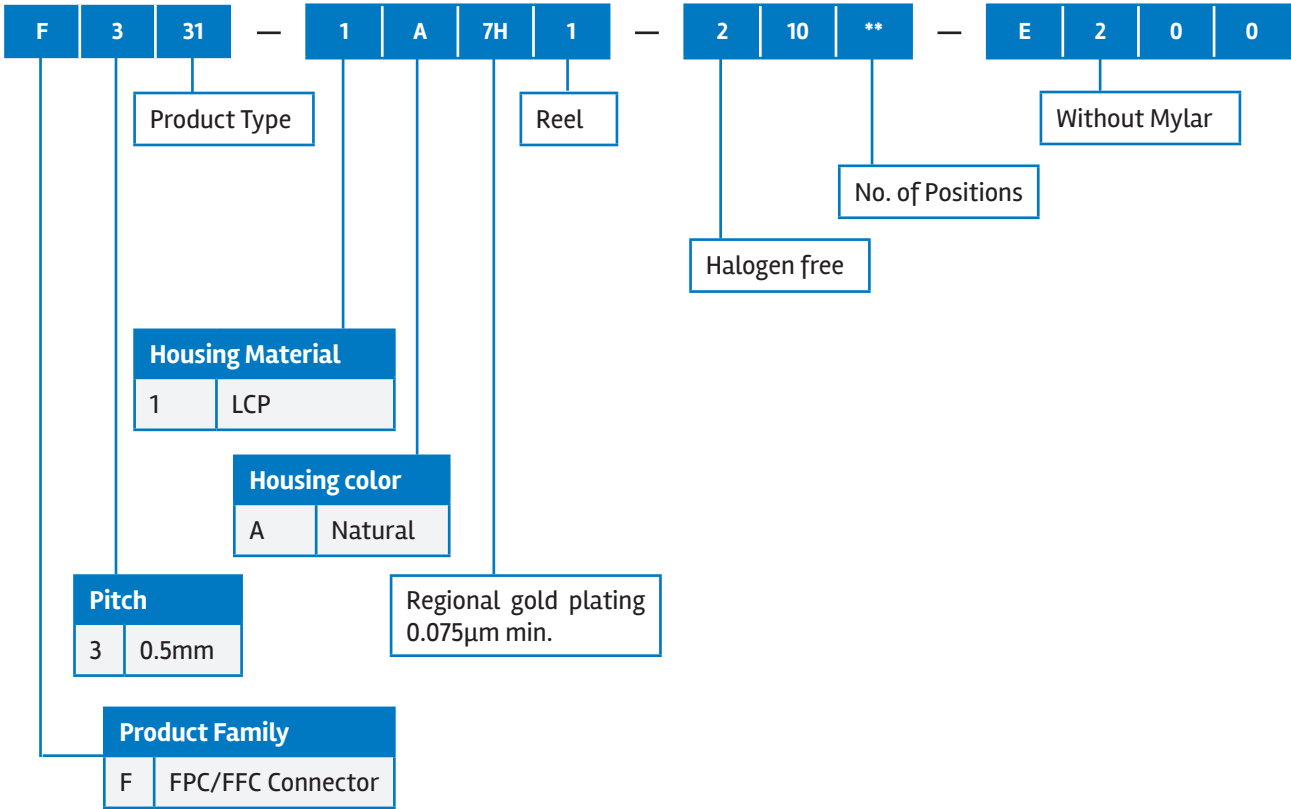 F 3 31 — 1 A 7H 1 — 2 10 ** — E 2 0 0
Product Type
Reel
Without Mylar
No. of Positions
Halogen free
Housing Material
1 LCP
Housing color
A Natural
Pitch
3 0.5mm
Regional gold plating
0.075µm min.
Product Family
F FPC/FFC Connector